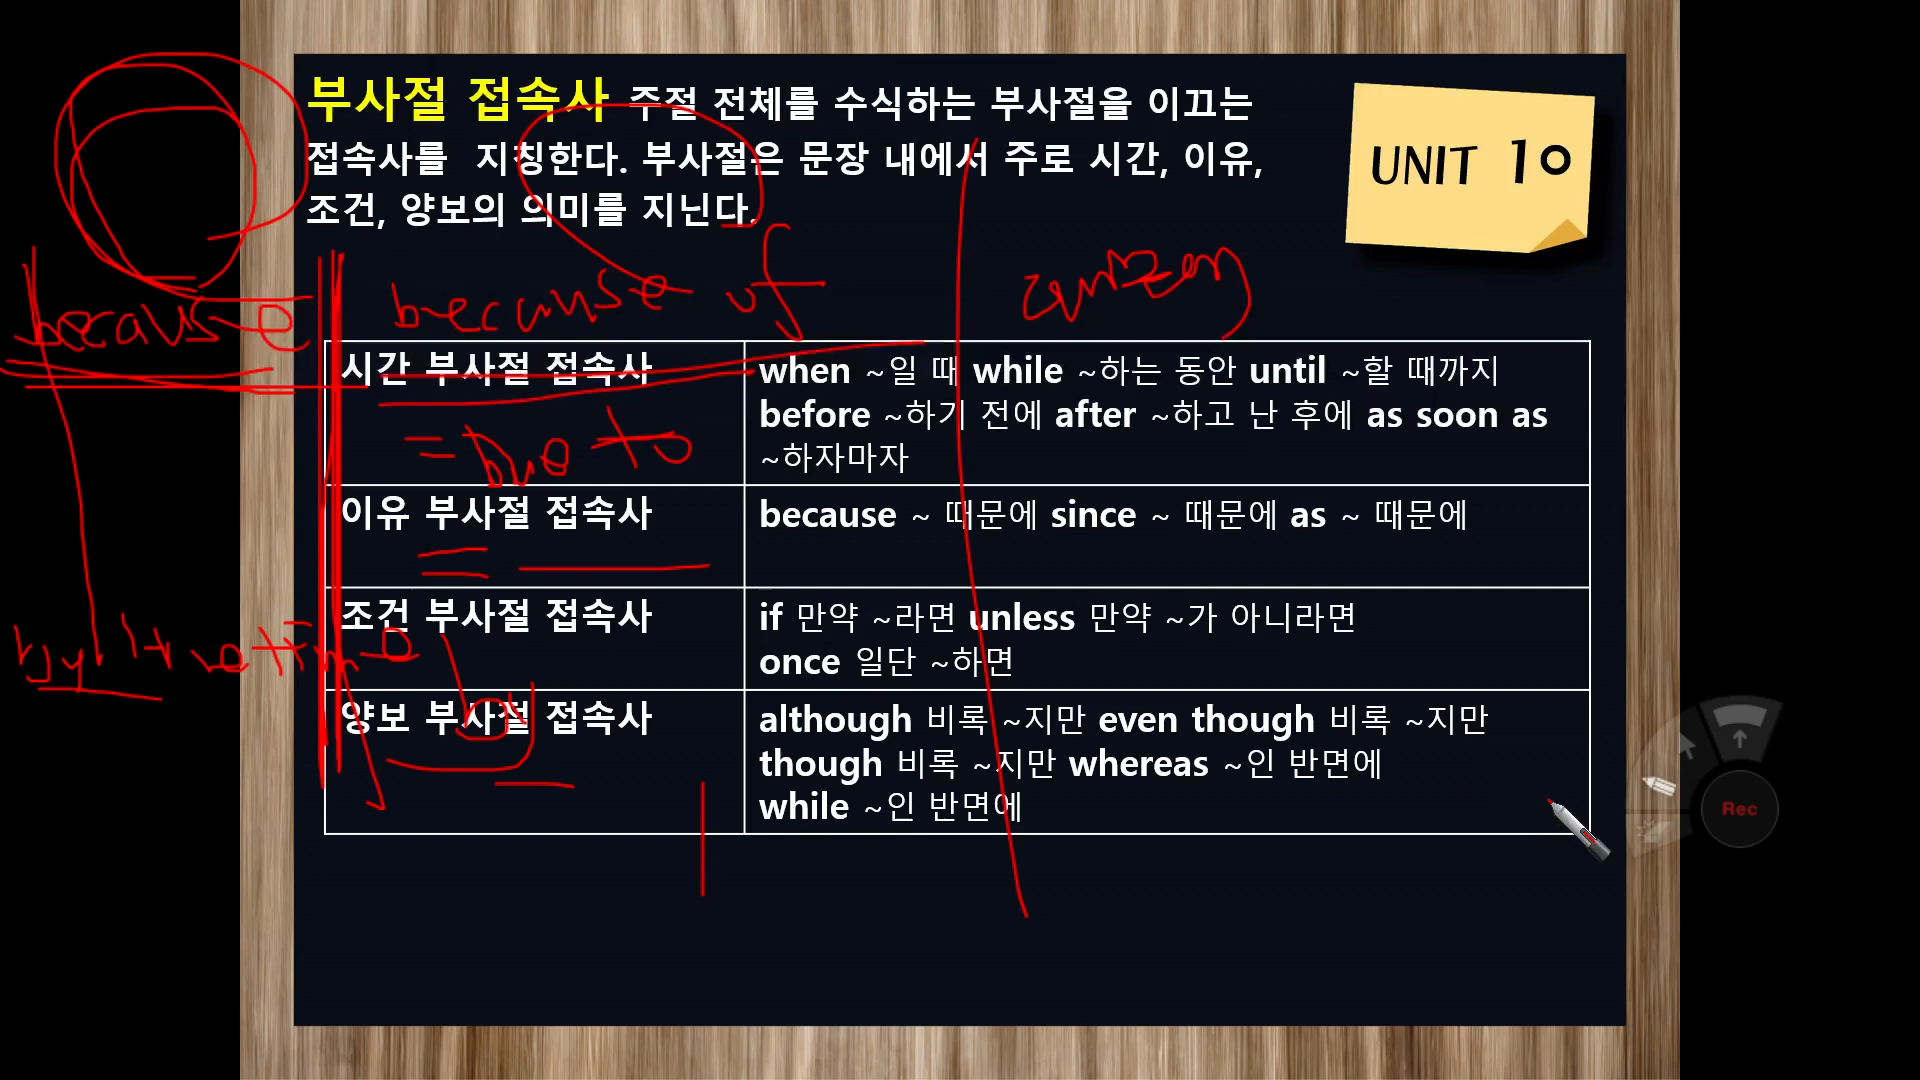 부사절 접속사 주절 전체를 수식하는 부사절을 이끄는
접속사를 지칭한다. 부사절은 문장 내에서 주로 시간, 이유,
조건, 양보의 의미를 지닌다.
UNIT 10
because
because of
시간 부사절 접속사
when ~일 때 while ~하는 동안 until ~할 때까지
before ~하기 전에 after ~하고 난 후에 as soon as
~하자마자
= Due to
이유 부사절 접속사
because ~ 때문에 since ~ 때문에 as ~ 때문에
조건 부사절 접속사
if 만약 ~라면 unless 만약 ~가 아니라면
once 일단 ~하면
by the time
by
양보 부사절 접속사
although 비록 ~지만 even though 비록 ~지만
though 비록 ~지만 whereas ~인 반면에
while ~인 반면에
Rec